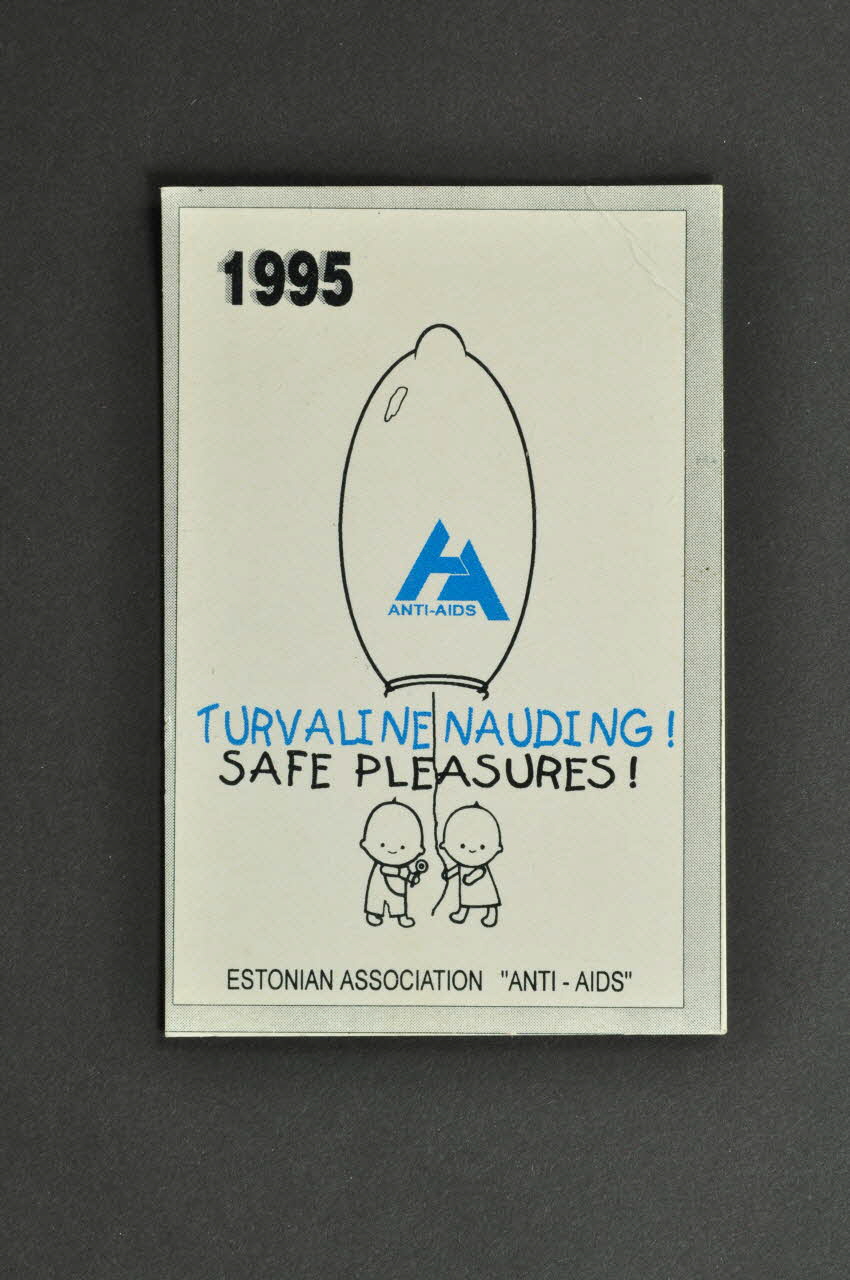 1995
ANTI-AIDS
TURVALINE NAUDING!
SAFE PLEASURES!
ESTONIAN ASSOCIATION "ANTI - AIDS"